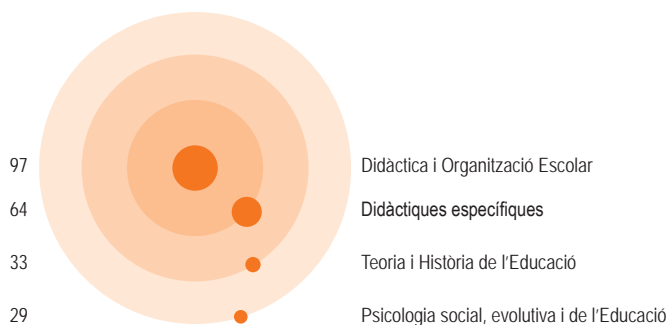 97 Didàctica i Organització Escolar
64 Didàctiques específiques
33 Teoria i Història de l'Educació
29 Psicologia social, evolutiva i de l'Educació